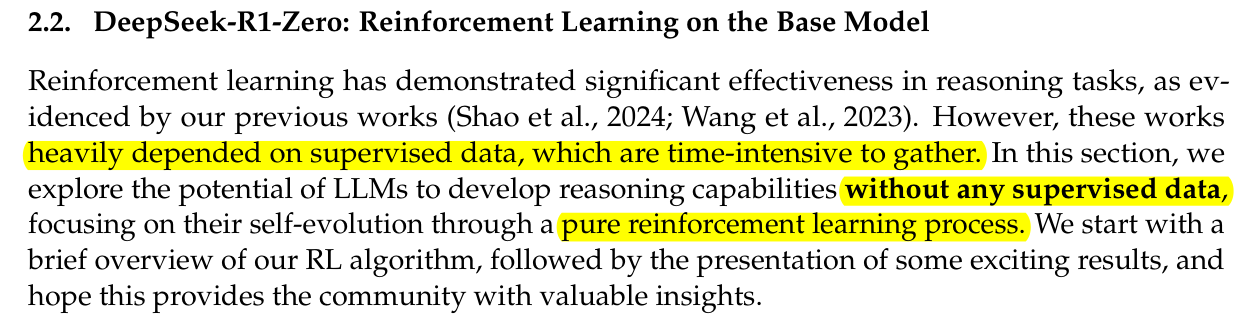 2.2. DeepSeek-R1-Zero: Reinforcement Learning on the Base Model
Reinforcement learning has demonstrated significant effectiveness in reasoning tasks, as ev-
idenced by our previous works (Shao et al., 2024; Wang et al., 2023). However, these works
heavily depended on supervised data, which are time-intensive to gather. In this section, we
explore the potential of LLMs to develop reasoning capabilities without any supervised data,
focusing on their self-evolution through a pure reinforcement learning process. We start with a
brief overview of our RL algorithm, followed by the presentation of some exciting results, and
hope this provides the community with valuable insights.